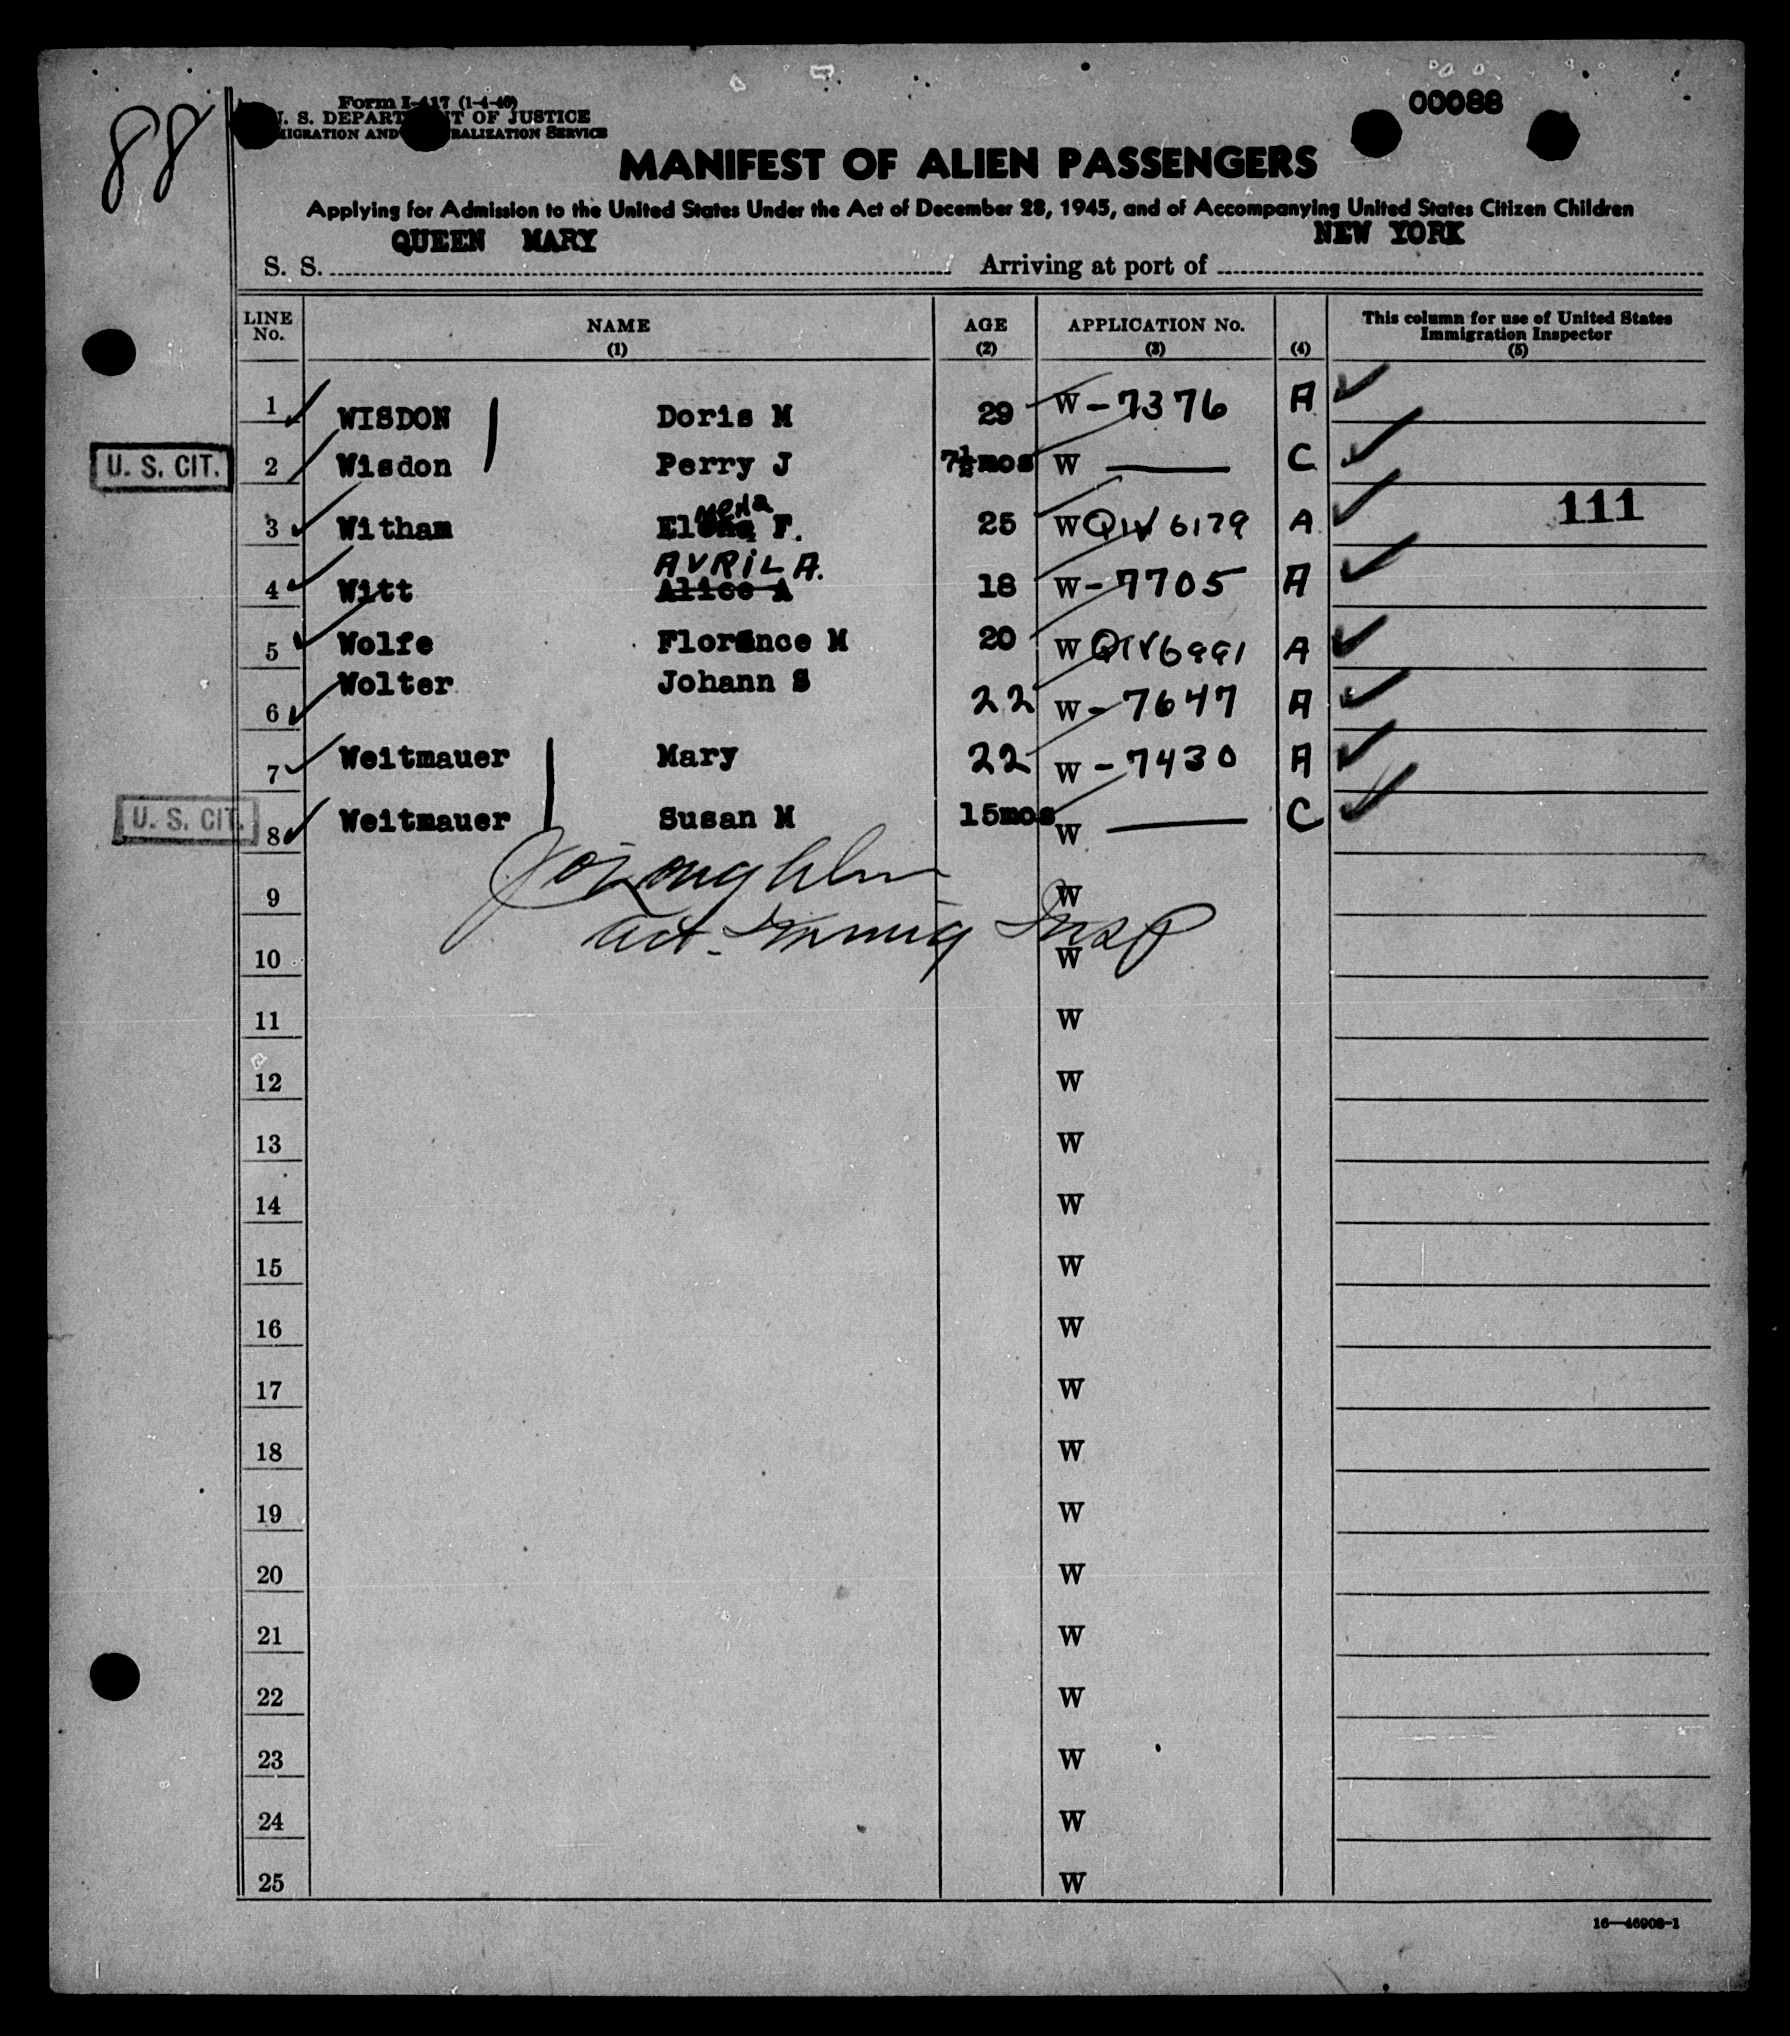 88
00088
Form I-417 (1-4-46)
U. S. DEPARTMENT OF JUSTICE
IMMIGRATION AND NATURALIZATION SERVICE
MANIFEST OF ALIEN PASSENGERS
Applying for Admission to the United States Under the Act of December 28, 1945, and of Accompanying United States Citizen Children
S. S. QUEEN MARY Arriving at port of NEW YORK
LINE No. NAME (1) AGE (2) APPLICATION No. (3) (4) This column for use of United States Immigration Inspector (5)
1 WISDON Doris M 29 W - 7376 A
U. S. CIT. 2 Wisdon Perry J 7½mos W C
3 Witham F. 25 W QIV 6179 A 111
AVRIL A.
4 Witt Alice A 18 W - 7705 A
5 Wolfe Florence M 20 W QIV 6991 A
6 Wolter Johann S 22 W - 7647 A
7 Weitmauer Mary 22 W - 7430 A
U. S. CIT. 8 Weitmauer Susan M 15mos W C
9 W
act. Immig Insp
10 W
11 W
12 W
13 W
14 W
15 W
16 W
17 W
18 W
19 W
20 W
21 W
22 W
23 W
24 W
25 W
16—46908-1